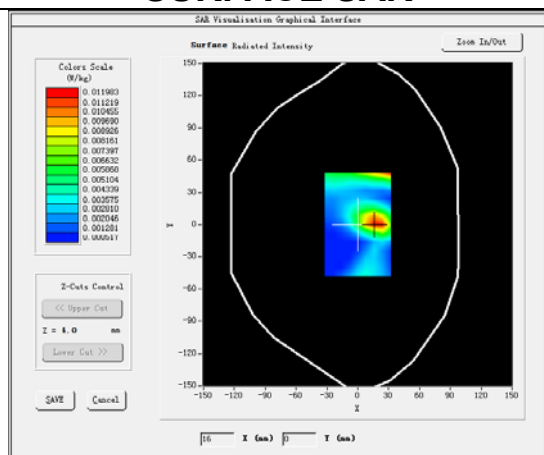 SAR Visualisation Graphical Interface
Surface Radiated Intensity
Zoom In/Out
Colors Scale
(W/kg)
0.011983
0.011219
0.010455
0.009690
0.008926
0.008161
0.007397
0.006632
0.005868
0.005104
0.004339
0.003575
0.002810
0.002046
0.001281
0.000517
150
120
90
60
30
0
-30
-60
-90
-120
-150
Y
-150 -120 -90 -60 -30 0 30 60 90 120 150
X
Z-Cuts Control
<< Upper Cut
Z = 4.0 mm
Lower Cut >>
SAVE Cancel
16 X (mm) 0 Y (mm)